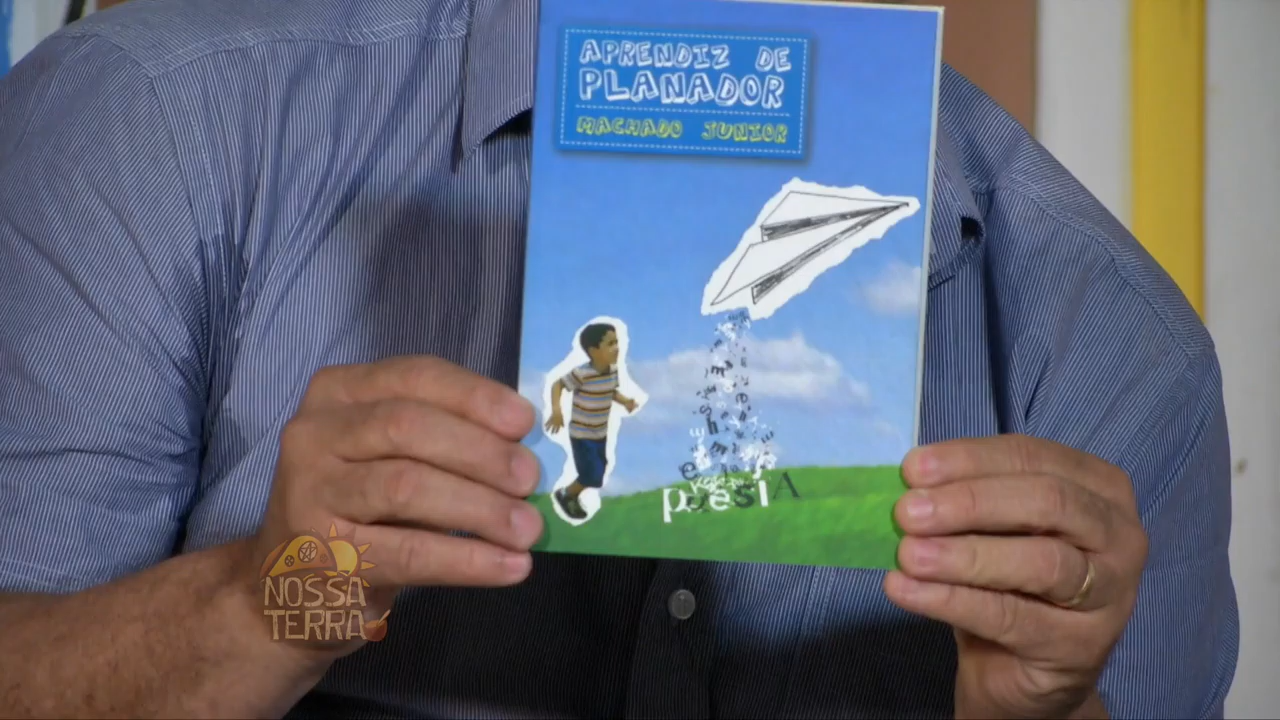 APRENDIZ DE
PLANADOR
MACHADO JUNIOR
poesiA
NOSSA
TERRA